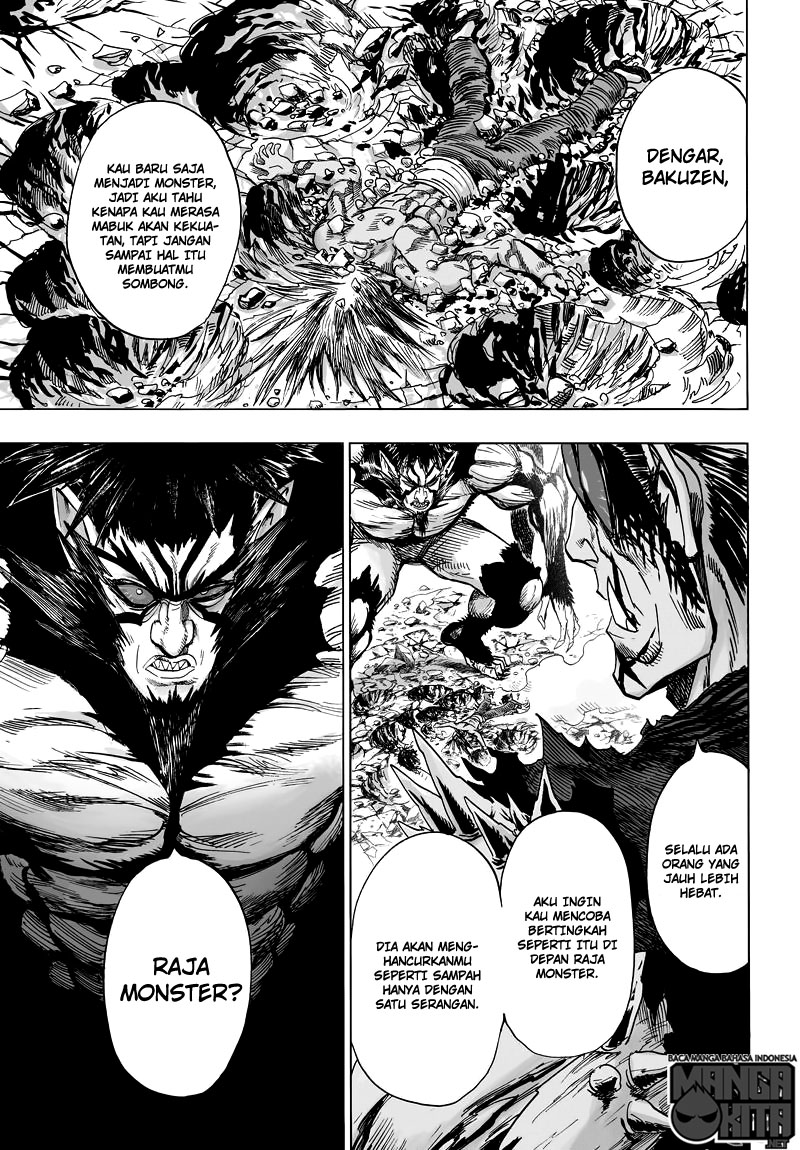 DENGAR,
BAKUZEN,
KAU BARU SAJA
MENJADI MONSTER,
JADI AKU TAHU
KENAPA KAU MERASA
MABUK AKAN KEKUA-
TAN, TAPI JANGAN
SAMPAI HAL ITU
MEMBUATMU
SOMBONG.
SELALU ADA
ORANG YANG
JAUH LEBIH
HEBAT.
AKU INGIN
KAU MENCOBA
BERTINGKAH
SEPERTI ITU DI
DEPAN RAJA
MONSTER.
DIA AKAN MENG-
HANCURKANMU
SEPERTI SAMPAH
HANYA DENGAN
SATU SERANGAN.
RAJA
MONSTER?
BACA MANGA BAHASA INDONESIA
MANGA
KITA
.NET